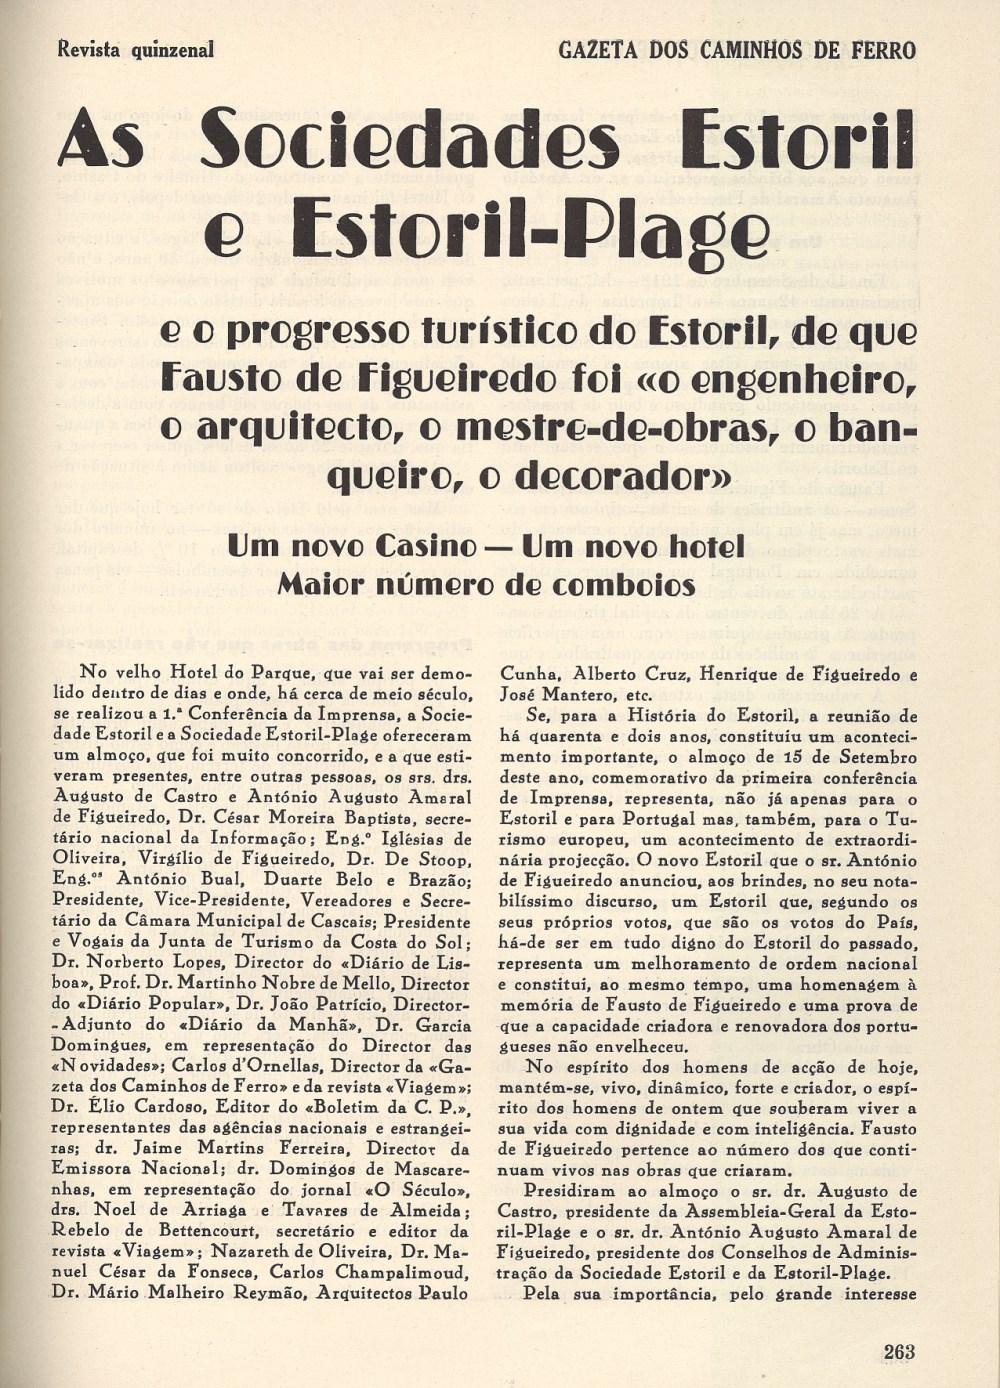 Revista quinzenal
GAZETA DOS CAMINHOS DE FERRO
As Sociedades Estoril
e Estoril-Plage
e o progresso turístico do Estoril, de que
Fausto de Figueiredo foi «o engenheiro,
o arquitecto, o mestre-de-obras, o ban-
queiro, o decorador»
Um novo Casino — Um novo hotel
Maior número de comboios
No velho Hotel do Parque, que vai ser demo-
lido dentro de dias e onde, há cerca de meio século,
se realizou a 1.ª Conferência da Imprensa, a Socie-
dade Estoril e a Sociedade Estoril-Plage ofereceram
um almoço, que foi muito concorrido, e a que esti-
veram presentes, entre outras pessoas, os srs. drs.
Augusto de Castro e António Augusto Amaral
de Figueiredo, Dr. César Moreira Baptista, secre-
tário nacional da Informação; Eng.º Iglésias de
Oliveira, Virgílio de Figueiredo, Dr. De Stoop,
Eng.ºˢ António Bual, Duarte Belo e Brazão;
Presidente, Vice-Presidente, Vereadores e Secre-
tário da Câmara Municipal de Cascais; Presidente
e Vogais da Junta de Turismo da Costa do Sol;
Dr. Norberto Lopes, Director do «Diário de Lis-
boa», Prof. Dr. Martinho Nobre de Mello, Director
do «Diário Popular», Dr. João Patrício, Director-
-Adjunto do «Diário da Manhã», Dr. Garcia
Domingues, em representação do Director das
«Novidades»; Carlos d'Ornellas, Director da «Ga-
zeta dos Caminhos de Ferro» e da revista «Viagem»;
Dr. Élio Cardoso, Editor do «Boletim da C. P.»,
representantes das agências nacionais e estrangei-
ras; dr. Jaime Martins Ferreira, Director da
Emissora Nacional; dr. Domingos de Mascare-
nhas, em representação do jornal «O Século»,
drs. Noel de Arriaga e Tavares de Almeida;
Rebelo de Bettencourt, secretário e editor da
revista «Viagem»; Nazareth de Oliveira, Dr. Ma-
nuel César da Fonseca, Carlos Champalimoud,
Dr. Mário Malheiro Reymão, Arquitectos Paulo
Cunha, Alberto Cruz, Henrique de Figueiredo e
José Mantero, etc.
Se, para a História do Estoril, a reunião de
há quarenta e dois anos, constituiu um aconteci-
mento importante, o almoço de 15 de Setembro
deste ano, comemorativo da primeira conferência
de Imprensa, representa, não já apenas para o
Estoril e para Portugal mas, também, para o Tu-
rismo europeu, um acontecimento de extraordi-
nária projecção. O novo Estoril que o sr. António
de Figueiredo anunciou, aos brindes, no seu nota-
bilíssimo discurso, um Estoril que, segundo os
seus próprios votos, que são os votos do País,
há-de ser em tudo digno do Estoril do passado,
representa um melhoramento de ordem nacional
e constitui, ao mesmo tempo, uma homenagem à
memória de Fausto de Figueiredo e uma prova de
que a capacidade criadora e renovadora dos portu-
gueses não envelheceu.
No espírito dos homens de acção de hoje,
mantém-se, vivo, dinâmico, forte e criador, o espí-
rito dos homens de ontem que souberam viver a
sua vida com dignidade e com inteligência. Fausto
de Figueiredo pertence ao número dos que conti-
nuam vivos nas obras que criaram.
Presidiram ao almoço o sr. dr. Augusto de
Castro, presidente da Assembleia-Geral da Esto-
ril-Plage e o sr. dr. António Augusto Amaral de
Figueiredo, presidente dos Conselhos de Adminis-
tração da Sociedade Estoril e da Estoril-Plage.
Pela sua importância, pelo grande interesse
263